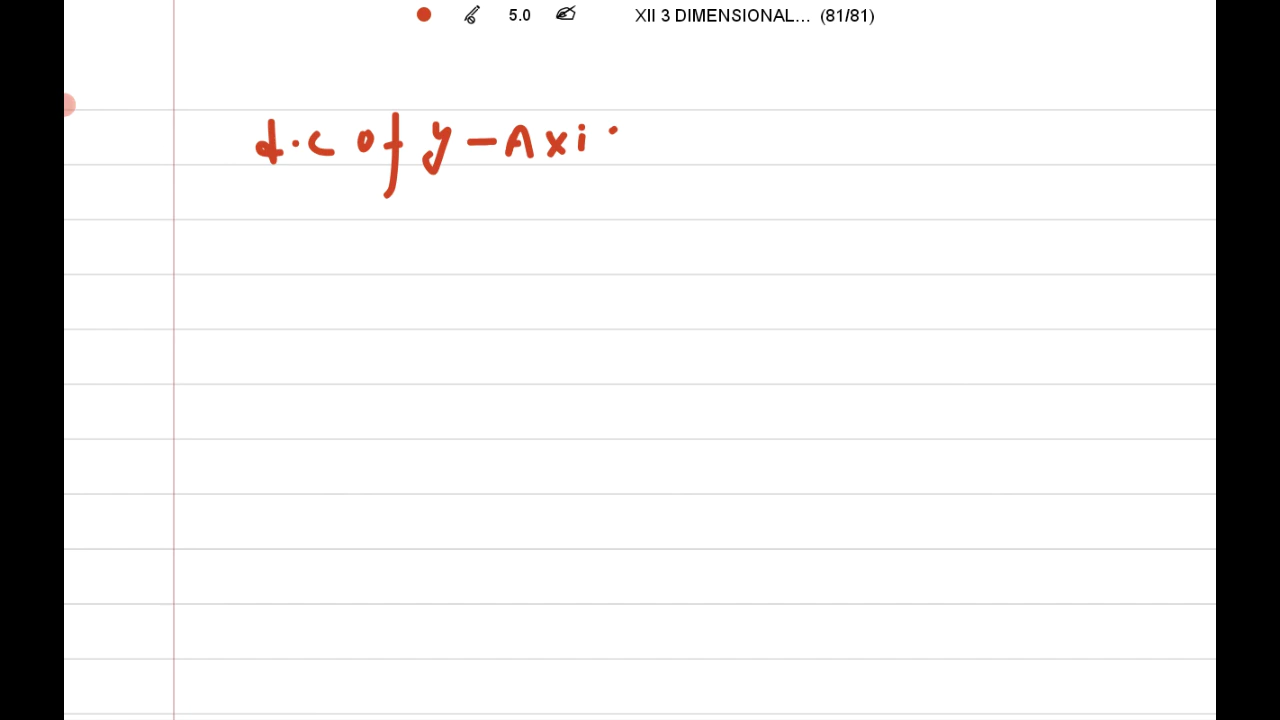 5.0 XII 3 DIMENSIONAL... (81/81)
d.c of y-Axi